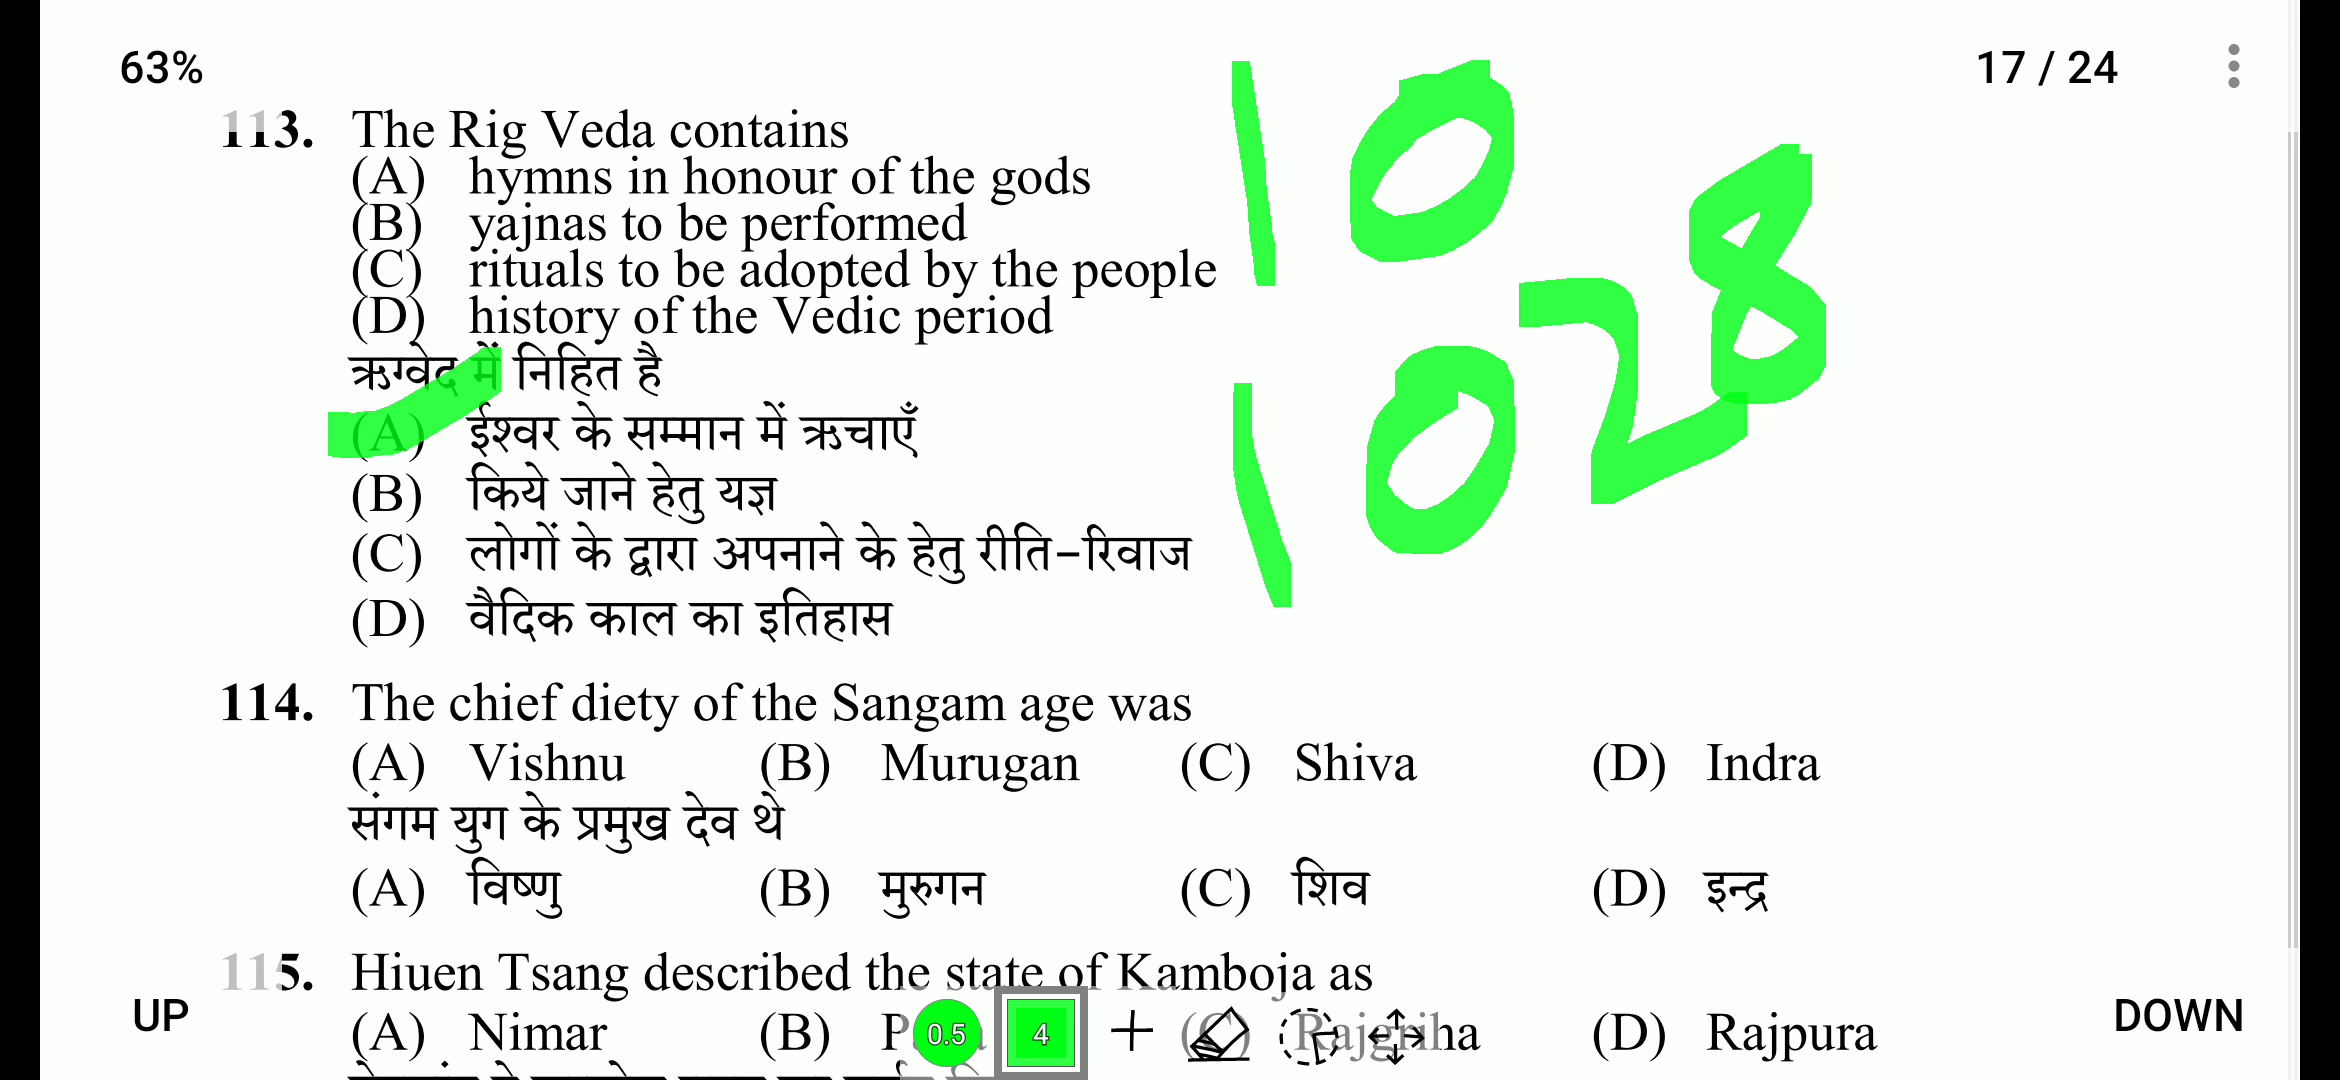 63%
17 / 24
113. The Rig Veda contains
(A) hymns in honour of the gods
(B) yajnas to be performed
(C) rituals to be adopted by the people
(D) history of the Vedic period
ऋग्वेद में निहित है
(A) ईश्वर के सम्मान में ऋचाएँ
(B) किये जाने हेतु यज्ञ
(C) लोगों के द्वारा अपनाने के हेतु रीति-रिवाज
(D) वैदिक काल का इतिहास
10
1028
114. The chief diety of the Sangam age was
(A) Vishnu (B) Murugan (C) Shiva (D) Indra
संगम युग के प्रमुख देव थे
(A) विष्णु (B) मुरुगन (C) शिव (D) इन्द्र
115. Hiuen Tsang described the state of Kamboja as
(A) Nimar (B) (C) Rajgriha (D) Rajpura
UP 0.5 4 DOWN